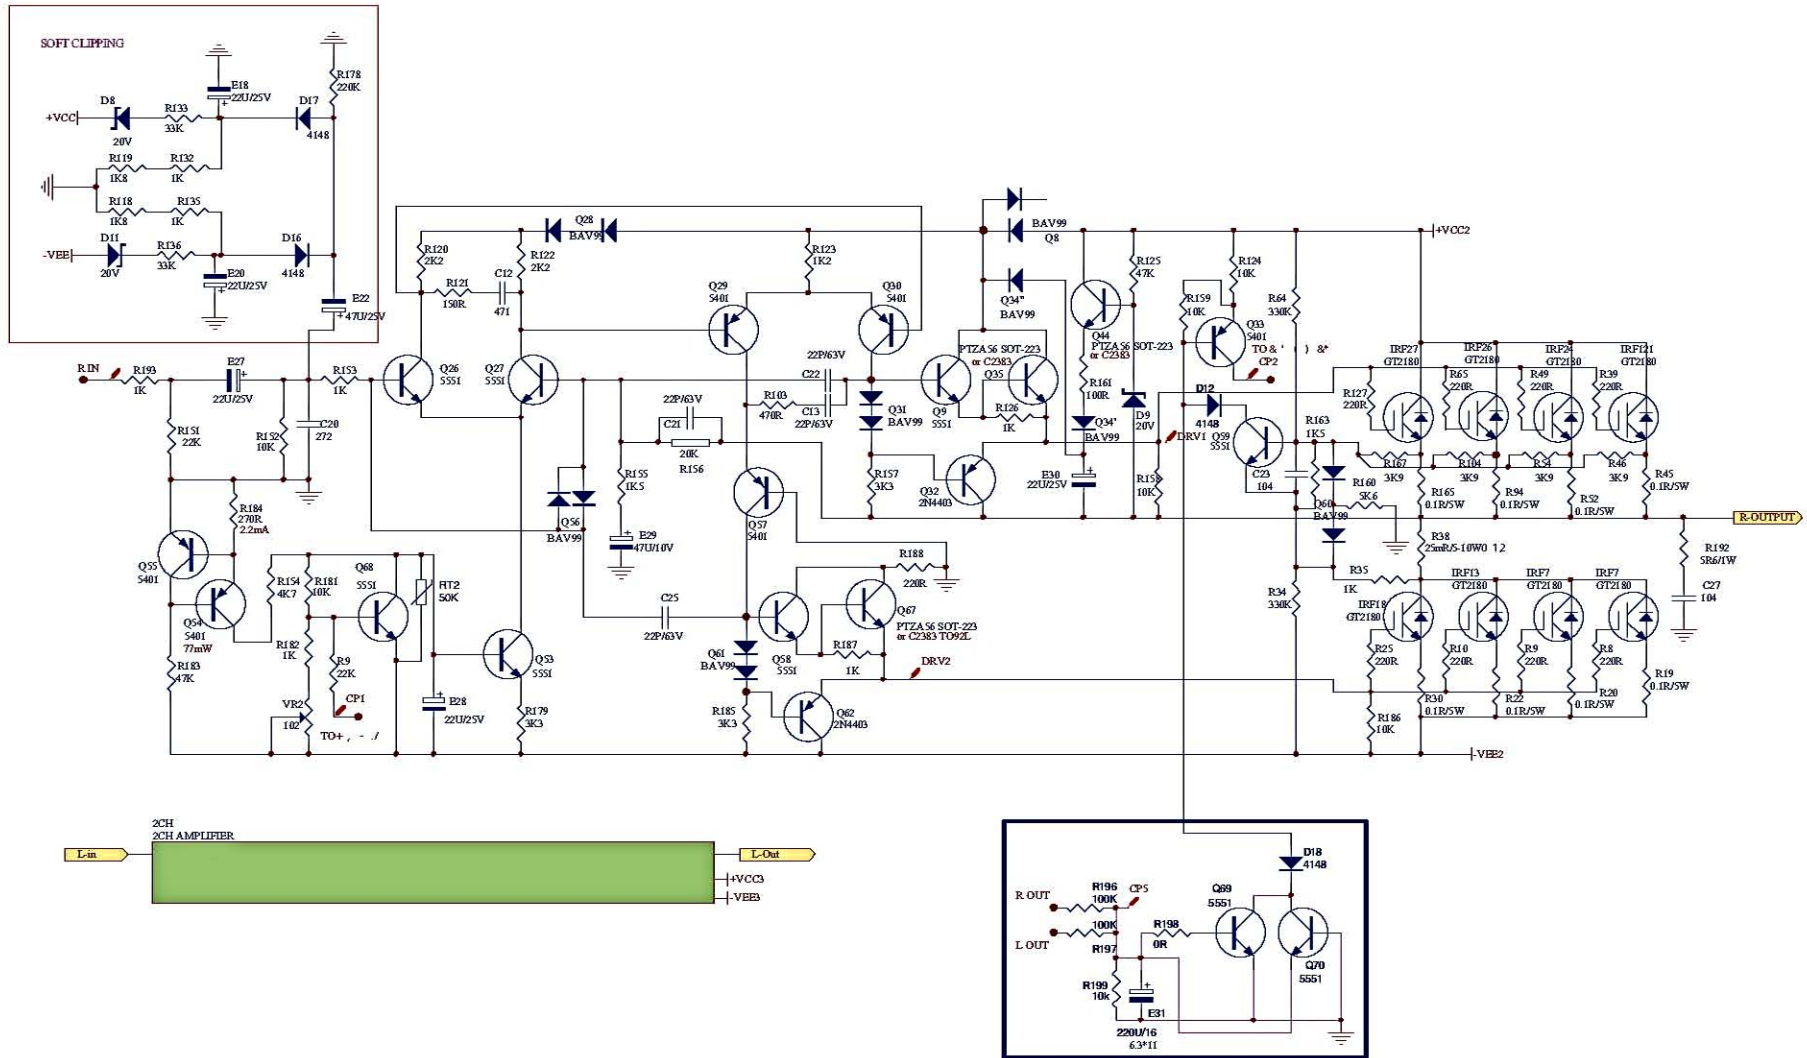 SOFT CLIPPING
R178
220K
E18
22U/25V
D8
R133
D17
+VCC
33K
4148
20V
R119
R132
1K8
1K
R118
R135
1K8
1K
D11
R136
D16
-VEE
20V
33K
4148
E20
22U/25V
E22
47U/25V
R.IN
R193
1K
E27
22U/25V
R153
1K
R151
22K
R152
10K
C20
272
R184
270R
2.2mA
Q55
5401
Q54
5401
77mW
R183
47K
R154
4K7
R181
10K
Q68
5551
RT2
50K
R182
1K
R9
22K
VR2
102
CP1
TO+ , - ./
E28
22U/25V
Q53
5551
R179
3K3
R120
2K2
R121
150R
C12
471
R122
2K2
Q28
BAV99
Q26
5551
Q27
5551
Q29
5401
R123
1K2
Q30
5401
22P/63V
C22
R103
470R
C13
22P/63V
22P/63V
C21
20K
R156
R155
1K5
Q56
BAV99
E29
47U/10V
Q57
5401
C25
22P/63V
Q61
BAV99
R185
3K3
Q58
5551
Q62
2N4403
R187
1K
Q67
PTZA56 SOT-223
or C2383 TO92L
R188
220R
DRV2
Q31
BAV99
R157
3K3
Q32
2N4403
PTZA56 SOT-223
or C2383
Q35
Q9
5551
R126
1K
BAV99
Q8
Q34"
BAV99
Q44
PTZA56 SOT-223
or C2383
R161
100R
Q34'
BAV99
E30
22U/25V
R125
47K
D9
20V
DRV1
R158
10K
R159
10K
R124
10K
Q33
5401
TO & ' ( ) &*
CP2
D12
4148
Q59
5551
R64
330K
C23
104
R163
1K5
Q60
BAV99
R160
5K6
R34
330K
R35
1K
+VCC2
IRF27
GT2180
IRF26
GT2180
IRF24
GT2180
IRF121
GT2180
R127
220R
R65
220R
R49
220R
R39
220R
R167
3K9
R104
3K9
R54
3K9
R46
3K9
R165
0.1R/5W
R94
0.1R/5W
R52
0.1R/5W
R45
0.1R/5W
R-OUTPUT
R38
25mR/5-10W0 1,2
R192
5R6/1W
C27
104
IRF18
GT2180
IRF13
GT2180
IRF7
GT2180
IRF7
GT2180
R25
220R
R10
220R
R9
220R
R8
220R
R30
0.1R/5W
R22
0.1R/5W
R20
0.1R/5W
R19
0.1R/5W
R186
10K
-VEE2
2CH
2CH AMPLIFIER
L-in
L-Out
+VCC3
-VEE3
D18
4148
R OUT
R196
100K
CP5
L OUT
100K
R197
R198
0R
Q69
5551
Q70
5551
R199
10k
E31
220U/16
6.3*11